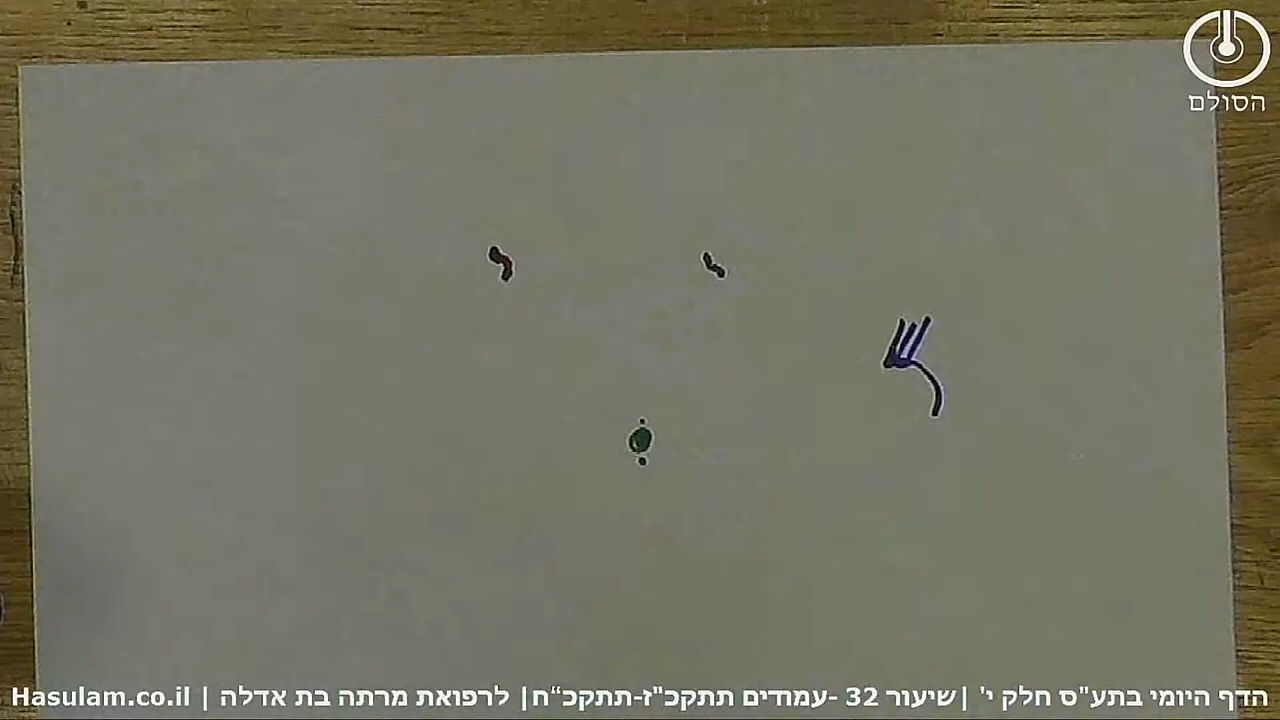 הסולם
הדף היומי בתע"ס חלק י' |שיעור 32 -עמודים תתקכ"ז-תתקכ“ח| לרפואת מרתה בת אדלה | Hasulam.co.il